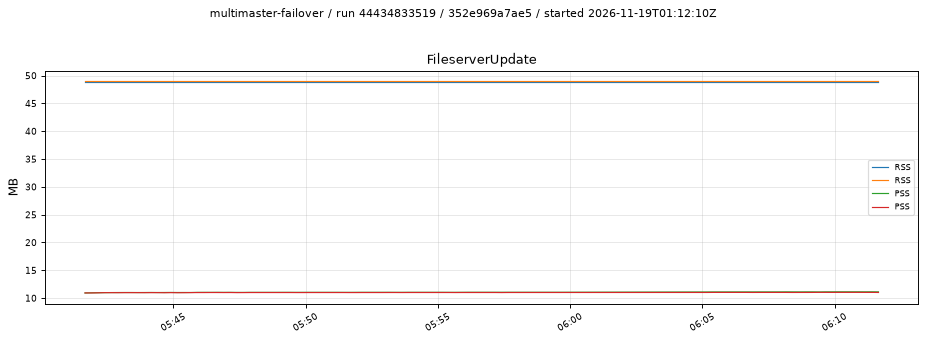 multimaster-failover / run 44434833519 / 352e969a7ae5 / started 2026-11-19T01:12:10Z
FileserverUpdate
50
45
40
35
30
25
20
15
10
MB
RSS
RSS
PSS
PSS
05:45
05:50
05:55
06:00
06:05
06:10